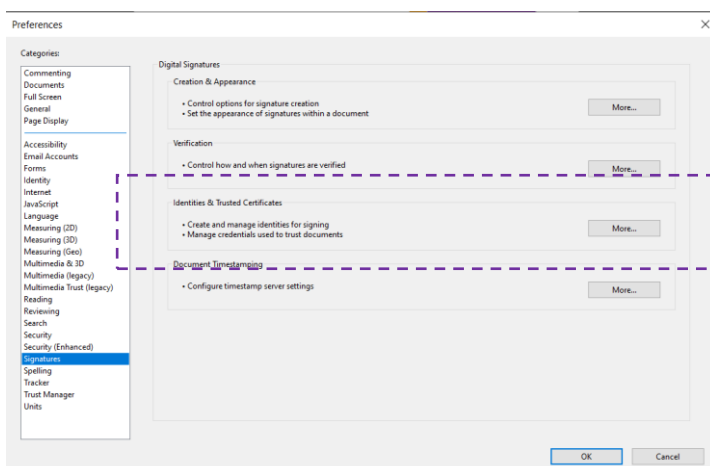 Preferences
Categories:
Commenting
Documents
Full Screen
General
Page Display
Accessibility
Email Accounts
Forms
Identity
Internet
JavaScript
Language
Measuring (2D)
Measuring (3D)
Measuring (Geo)
Multimedia & 3D
Multimedia (legacy)
Multimedia Trust (legacy)
Reading
Reviewing
Search
Security
Security (Enhanced)
Signatures
Spelling
Tracker
Trust Manager
Units
Digital Signatures
Creation & Appearance
• Control options for signature creation
• Set the appearance of signatures within a document
More...
Verification
• Control how and when signatures are verified
More...
Identities & Trusted Certificates
• Create and manage identities for signing
• Manage credentials used to trust documents
More...
Document Timestamping
• Configure timestamp server settings
More...
OK
Cancel